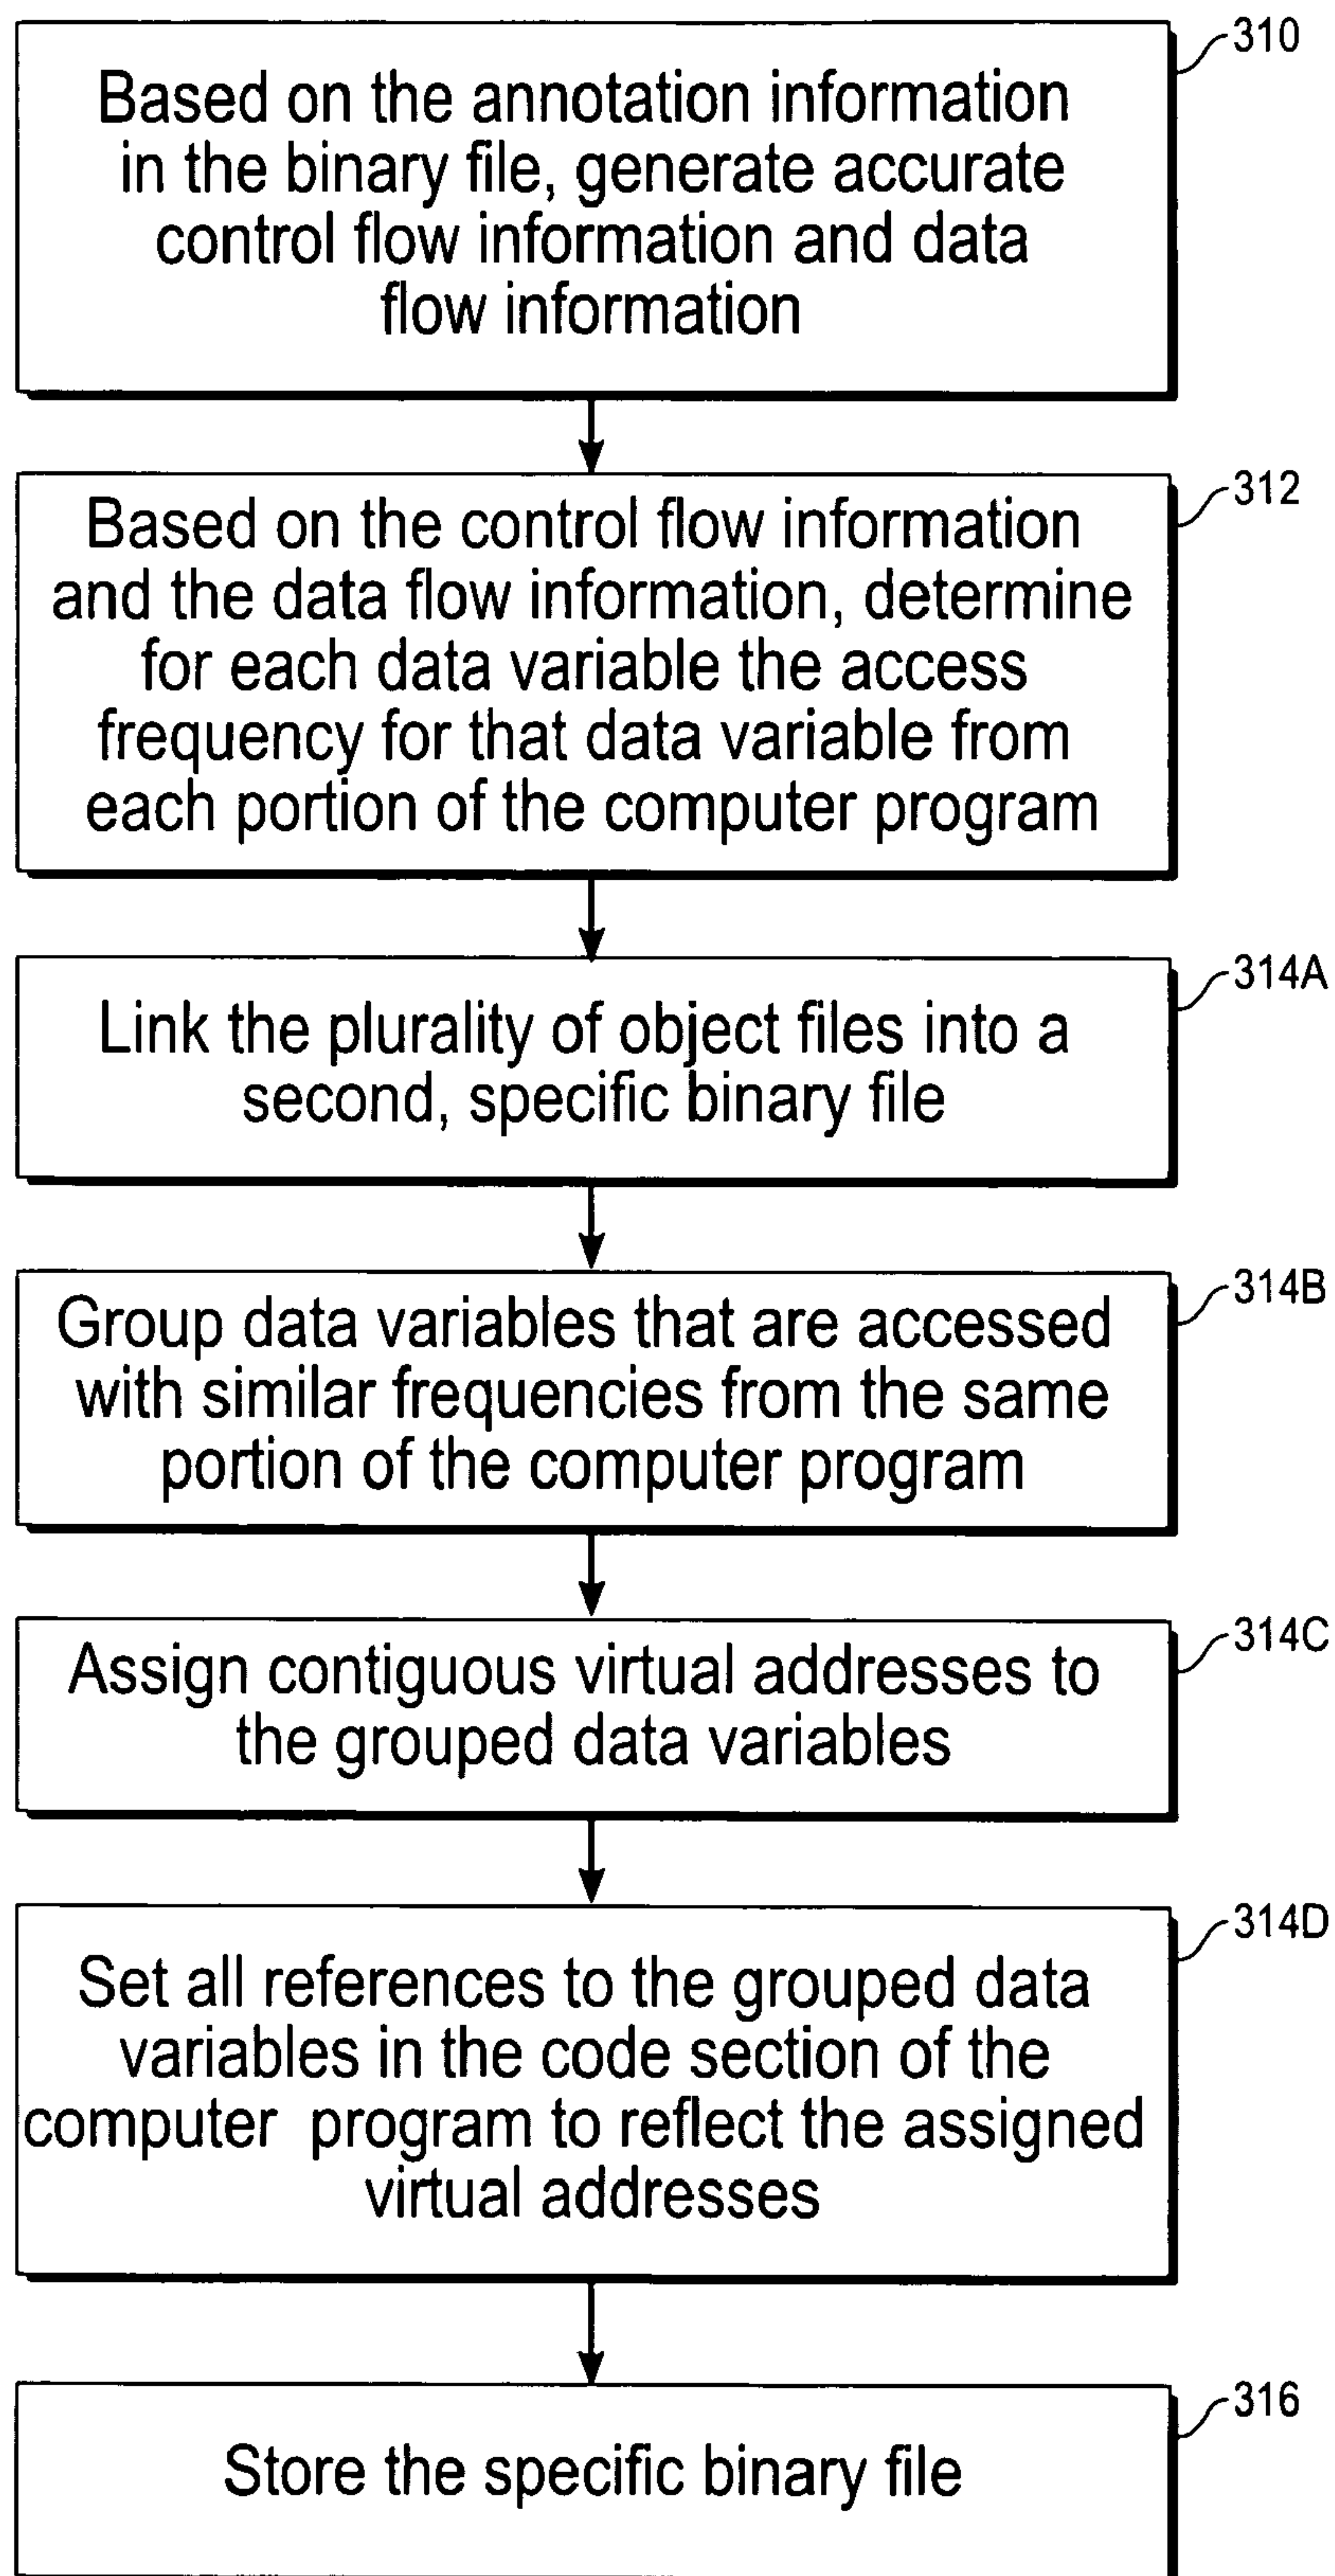 310
Based on the annotation information
in the binary file, generate accurate
control flow information and data
flow information
312
Based on the control flow information
and the data flow information, determine
for each data variable the access
frequency for that data variable from
each portion of the computer program
314A
Link the plurality of object files into a
second, specific binary file
314B
Group data variables that are accessed
with similar frequencies from the same
portion of the computer program
314C
Assign contiguous virtual addresses to
the grouped data variables
314D
Set all references to the grouped data
variables in the code section of the
computer program to reflect the assigned
virtual addresses
316
Store the specific binary file